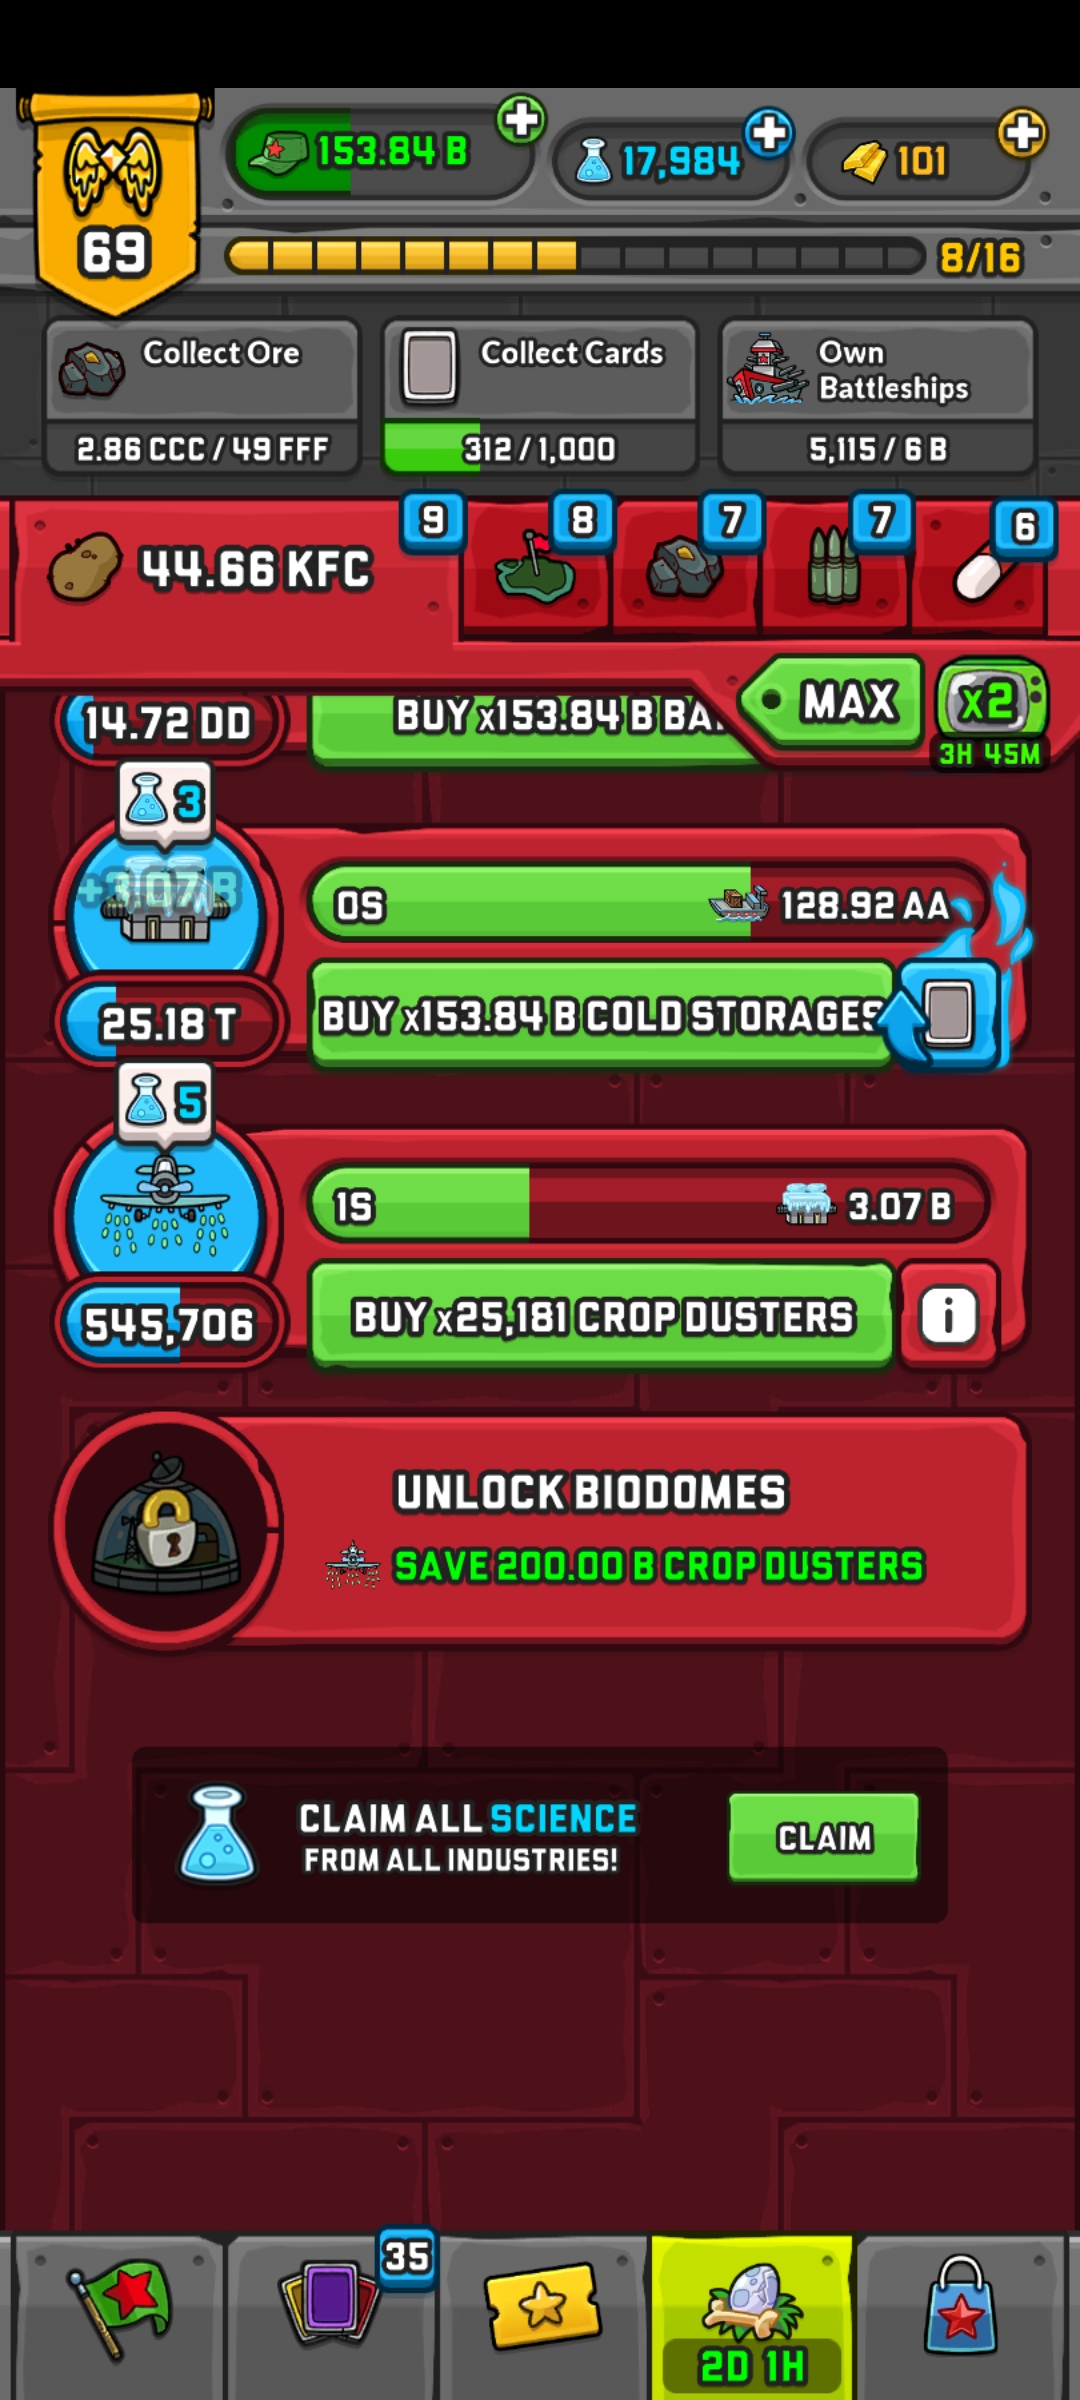 153.84 B
17,984
101
69
8/16
Collect Ore
2.86 CCC / 49 FFF
Collect Cards
312 / 1,000
Own
Battleships
5,115 / 6 B
44.66 KFC
9
8
7
7
6
MAX
x2
3H 45M
14.72 DD
BUY x153.84 B BA
3
+3.07 B
0S
128.92 AA
25.18 T
BUY x153.84 B COLD STORAGES
5
1S
3.07 B
545,706
BUY x25,181 CROP DUSTERS
i
UNLOCK BIODOMES
SAVE 200.00 B CROP DUSTERS
CLAIM ALL SCIENCE
FROM ALL INDUSTRIES!
CLAIM
35
2D 1H